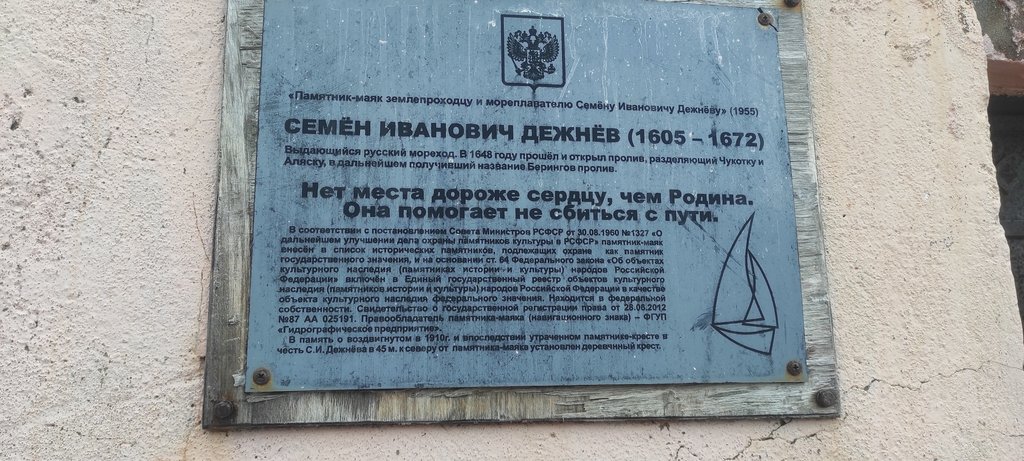 «Памятник-маяк землепроходцу и мореплавателю Семёну Ивановичу Дежнёву» (1955)
СЕМЁН ИВАНОВИЧ ДЕЖНЁВ (1605 – 1672)
Выдающийся русский мореход. В 1648 году прошёл и открыл пролив, разделяющий Чукотку и
Аляску, в дальнейшем получивший название Берингов пролив.
Нет места дороже сердцу, чем Родина.
Она помогает не сбиться с пути.
В соответствии с постановлением Совета Министров РСФСР от 30.08.1960 №1327 «О
дальнейшем улучшении дела охраны памятников культуры в РСФСР» памятник-маяк
внесён в список исторических памятников, подлежащих охране как памятник
государственного значения, и на основании ст. 64 Федерального закона «Об объектах
культурного наследия (памятниках истории и культуры) народов Российской
Федерации» включён в Единый государственный реестр объектов культурного
наследия (памятников истории и культуры) народов Российской Федерации в качестве
объекта культурного наследия федерального значения. Находится в федеральной
собственности. Свидетельство о государственной регистрации права от 28.06.2012
№87 АА 025191. Правообладатель памятника-маяка (навигационного знака) – ФГУП
«Гидрографическое предприятие».
В память о воздвигнутом в 1910г. и впоследствии утраченном памятнике-кресте в
честь С.И. Дежнёва в 45 м. к северу от памятника-маяка установлен деревянный крест.